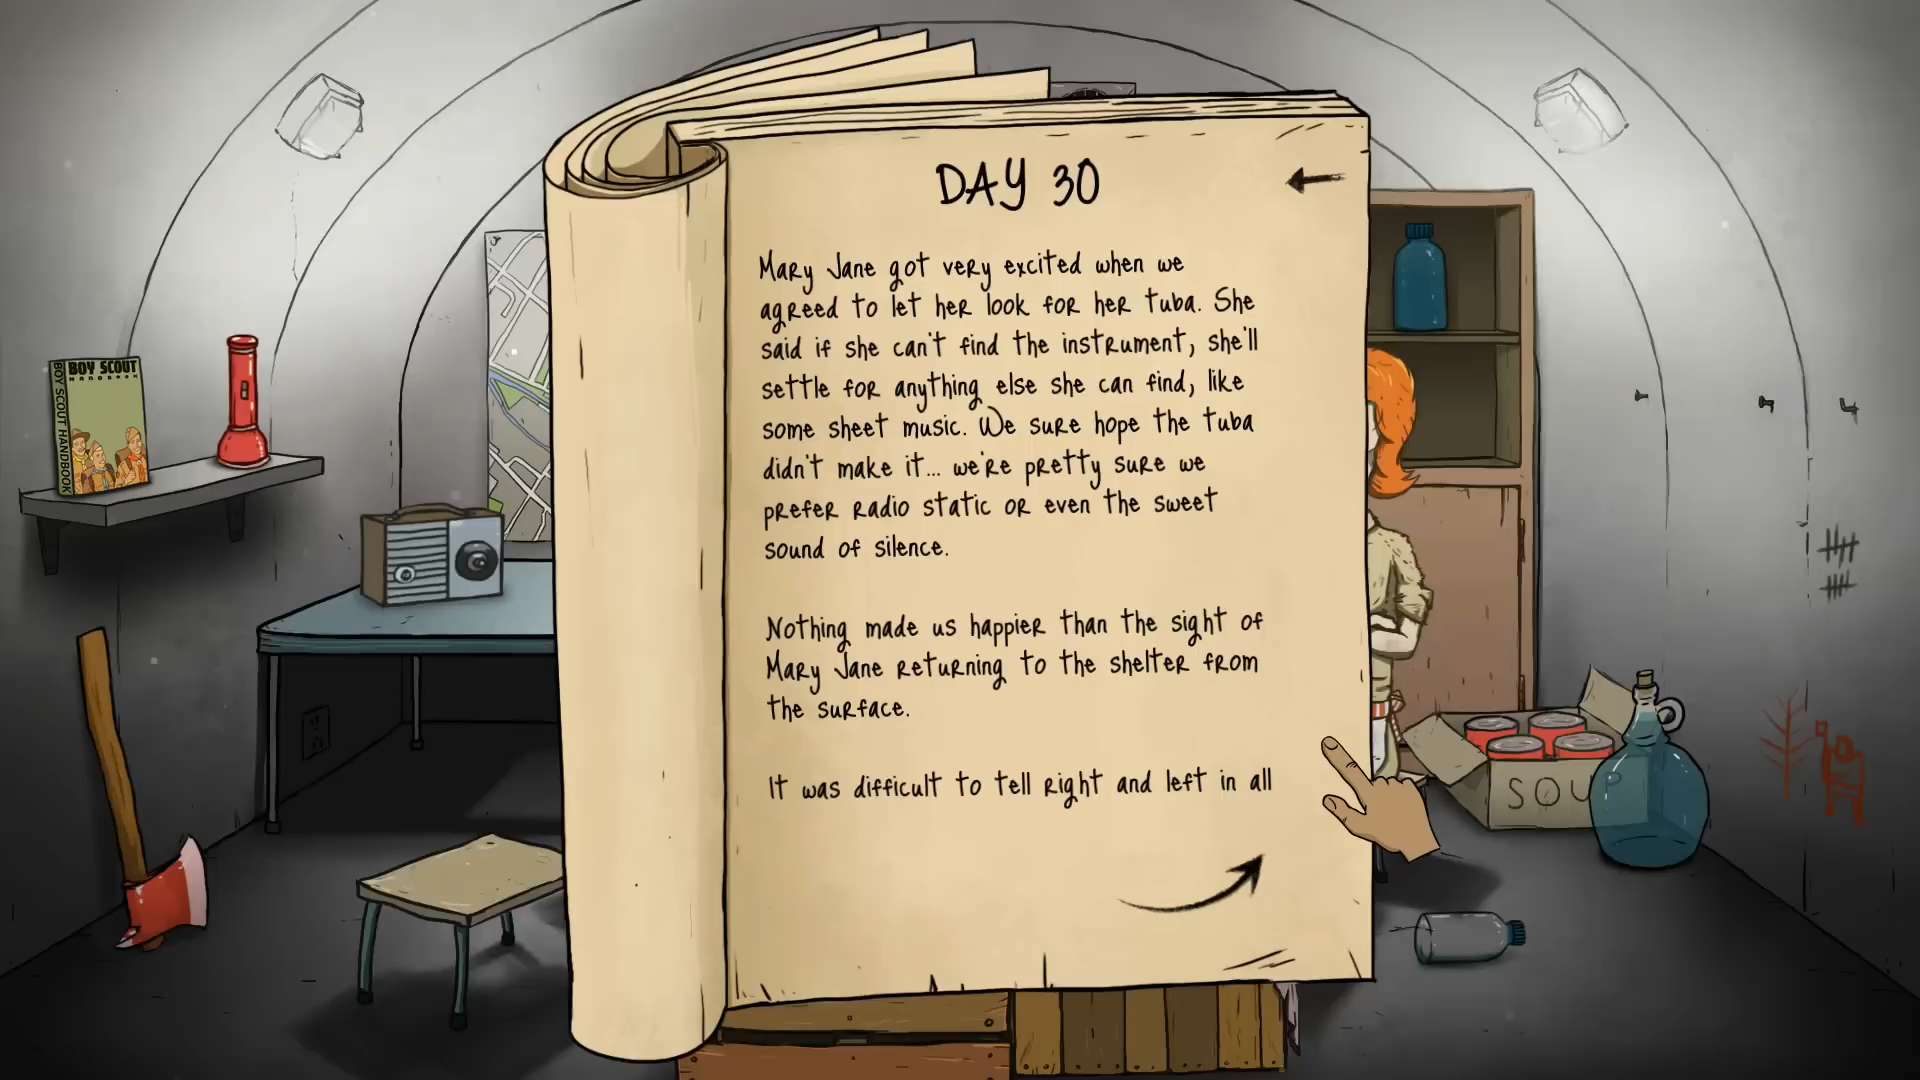 DAY 30
Mary Jane got very excited when we
agreed to let her look for her tuba. She
said if she can't find the instrument, she'll
settle for anything else she can find, like
some sheet music. We sure hope the tuba
didn't make it... we're pretty sure we
prefer radio static or even the sweet
sound of silence.
Nothing made us happier than the sight of
Mary Jane returning to the shelter from
the surface.
It was difficult to tell right and left in all
BOY SCOUT
HANDBOOK
BOY SCOUT HANDBOOK
SOU